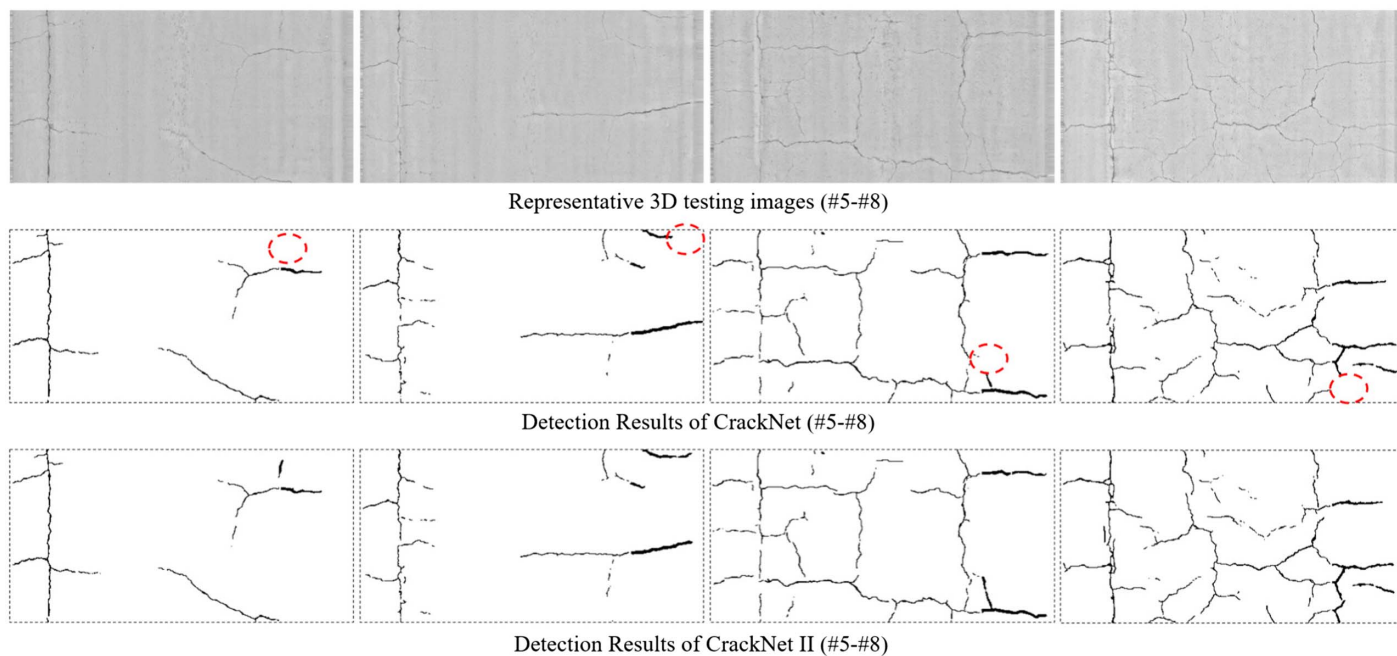 Representative 3D testing images (#5-#8)
Detection Results of CrackNet (#5-#8)
Detection Results of CrackNet II (#5-#8)